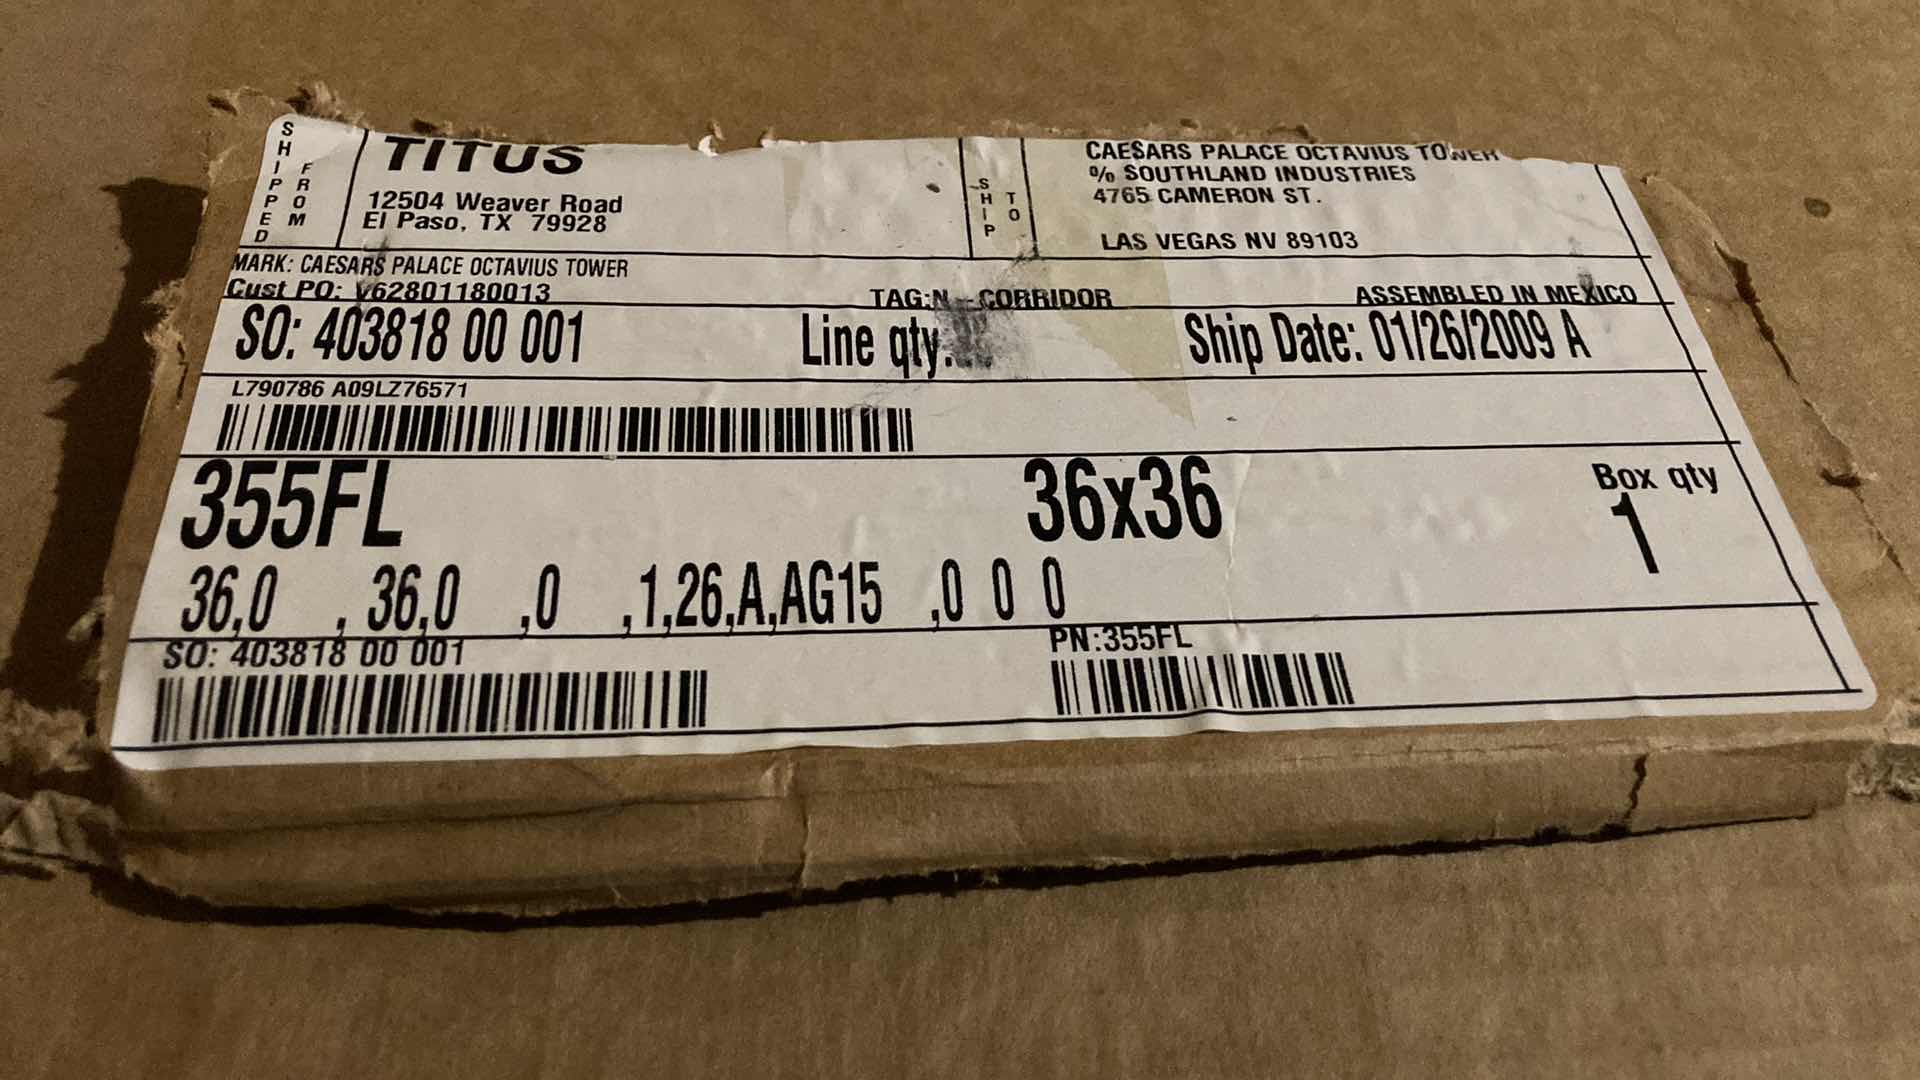 SHIPPED FROM
TITUS
12504 Weaver Road
El Paso, TX 79928
SHIP TO
CAESARS PALACE OCTAVIUS TOWER
% SOUTHLAND INDUSTRIES
4765 CAMERON ST.
LAS VEGAS NV 89103
MARK: CAESARS PALACE OCTAVIUS TOWER
Cust PO: V62801180013 TAG:N - CORRIDOR ASSEMBLED IN MEXICO
SO: 403818 00 001 Line qty: Ship Date: 01/26/2009 A
L790786 A09LZ76571
355FL 36x36 Box qty
1
36,0 , 36,0 ,0 ,1,26,A,AG15 ,0 0 0
SO: 403818 00 001 PN:355FL